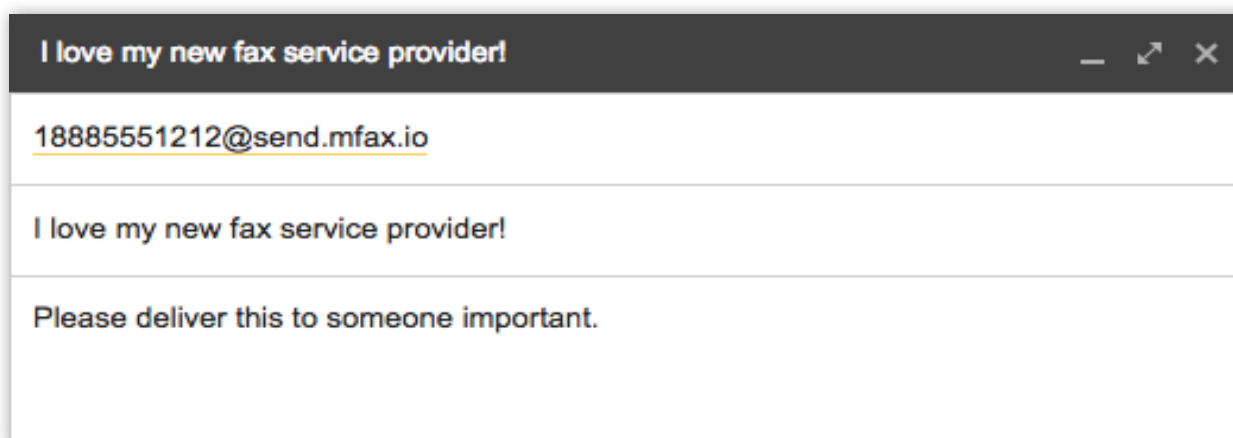 I love my new fax service provider!
18885551212@send.mfax.io
I love my new fax service provider!
Please deliver this to someone important.